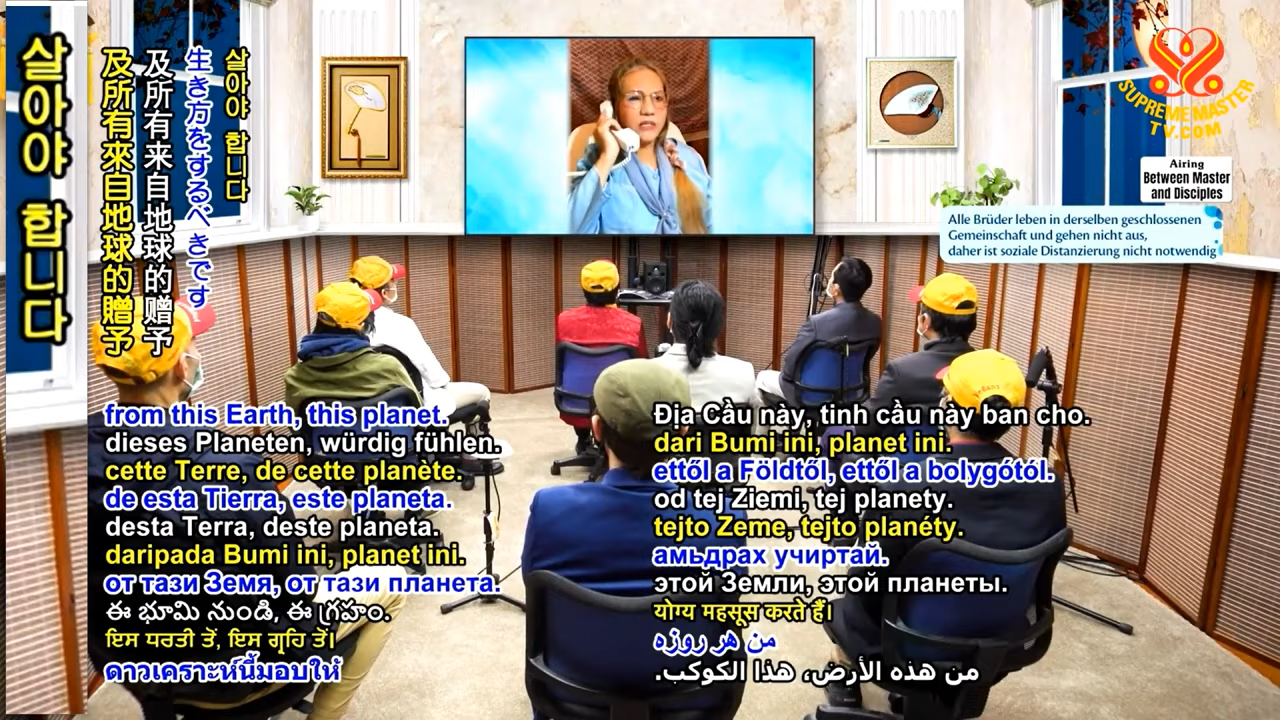 살아야 합니다
살아야 합니다
生き方をするべきです。
及所有来自地球的赠予
及所有來自地球的贈予
SUPREME MASTER
TV.COM
Airing
Between Master
and Disciples
Alle Brüder leben in derselben geschlossenen
Gemeinschaft und gehen nicht aus,
daher ist soziale Distanzierung nicht notwendig
from this Earth, this planet.
dieses Planeten, würdig fühlen.
cette Terre, de cette planète.
de esta Tierra, este planeta.
desta Terra, deste planeta.
daripada Bumi ini, planet ini.
от тази Земя, от тази планета.
ఈ భూమి నుండి, ఈ గ్రహం.
ਇਸ ਧਰਤੀ ਤੋਂ, ਇਸ ਗ੍ਰਹਿ ਤੋਂ।
ดาวเคราะห์นี้มอบให้
Địa Cầu này, tinh cầu này ban cho.
dari Bumi ini, planet ini.
ettől a Földtől, ettől a bolygótól.
od tej Ziemi, tej planety.
tejto Zeme, tejto planéty.
амьдрах учиртай.
этой Земли, этой планеты.
योग्य महसूस करते हैं।
من هر روزه
من هذه الأرض، هذا الكوكب.